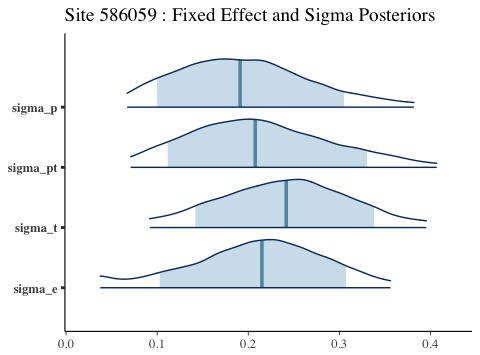 Site 586059 : Fixed Effect and Sigma Posteriors
sigma_p
sigma_pt
sigma_t
sigma_e
0.0 0.1 0.2 0.3 0.4